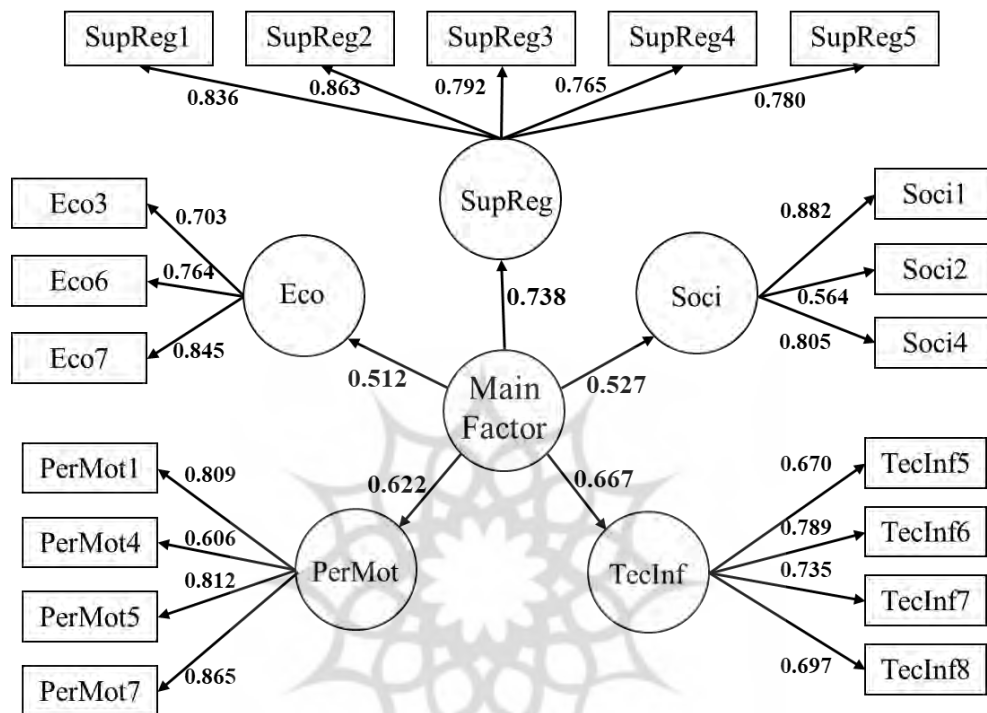 SupReg1
SupReg2
SupReg3
SupReg4
SupReg5
0.836
0.863
0.792
0.765
0.780
SupReg
Eco3
Eco6
Eco7
0.703
0.764
0.845
Eco
0.738
Soci
0.882
0.564
0.805
Soci1
Soci2
Soci4
0.512
Main
Factor
0.527
PerMot1
PerMot4
PerMot5
PerMot7
0.809
0.606
0.812
0.865
PerMot
0.622
0.667
TecInf
0.670
0.789
0.735
0.697
TecInf5
TecInf6
TecInf7
TecInf8